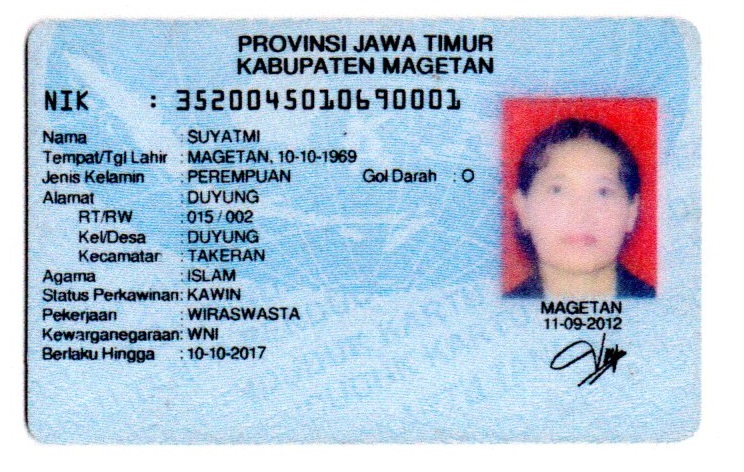 PROVINSI JAWA TIMUR
KABUPATEN MAGETAN
NIK : 3520045010690001
Nama : SUYATMI
Tempat/Tgl Lahir : MAGETAN, 10-10-1969
Jenis Kelamin : PEREMPUAN Gol Darah : O
Alamat : DUYUNG
RT/RW : 015 / 002
Kel/Desa : DUYUNG
Kecamatan : TAKERAN
Agama : ISLAM
Status Perkawinan: KAWIN
Pekerjaan : WIRASWASTA
Kewarganegaraan: WNI
Berlaku Hingga : 10-10-2017
MAGETAN
11-09-2012